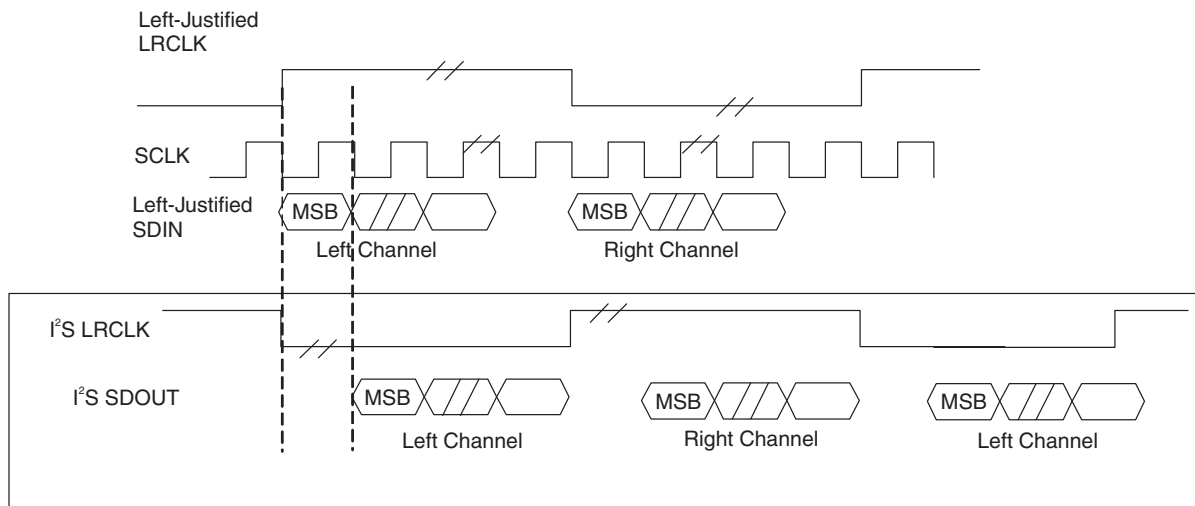 Left-Justified
LRCLK
SCLK
Left-Justified
SDIN
MSB
MSB
Left Channel
Right Channel
I²S LRCLK
I²S SDOUT
MSB
MSB
MSB
Left Channel
Right Channel
Left Channel